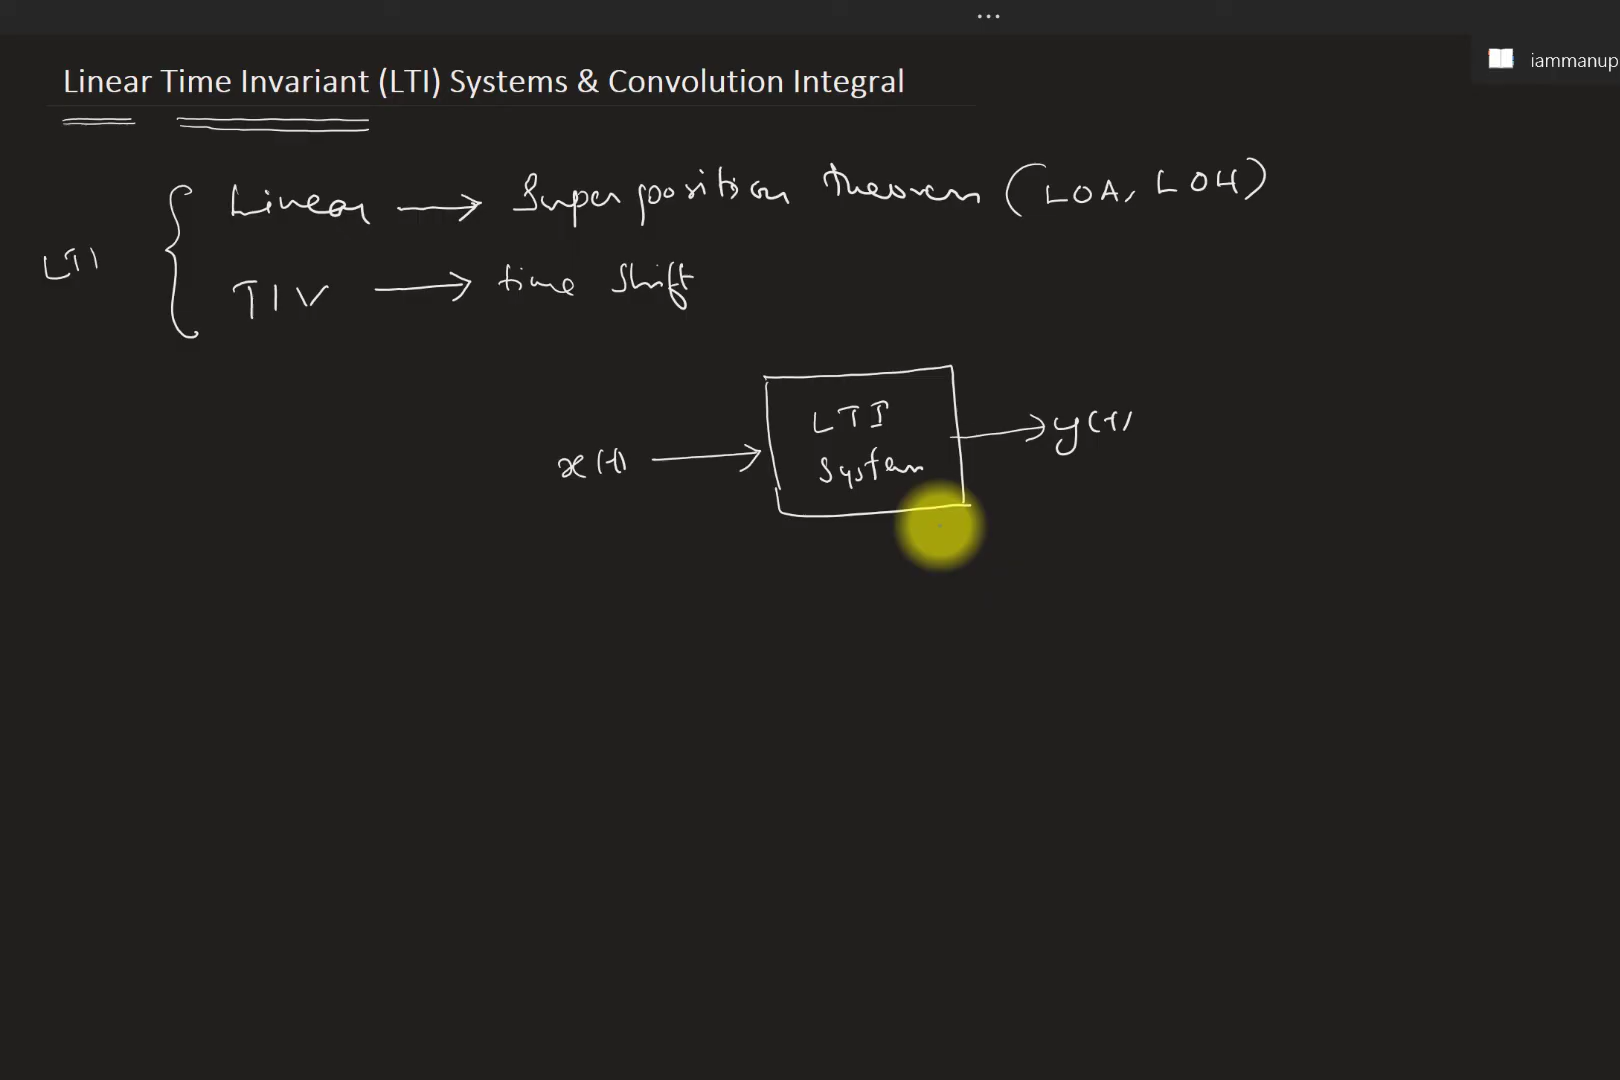 ...
iammanup
Linear Time Invariant (LTI) Systems & Convolution Integral
Linear → Superposition theorem (LOA, LOH)
LTI
TIV → time shift
LTI
System
x(t)
y(t)